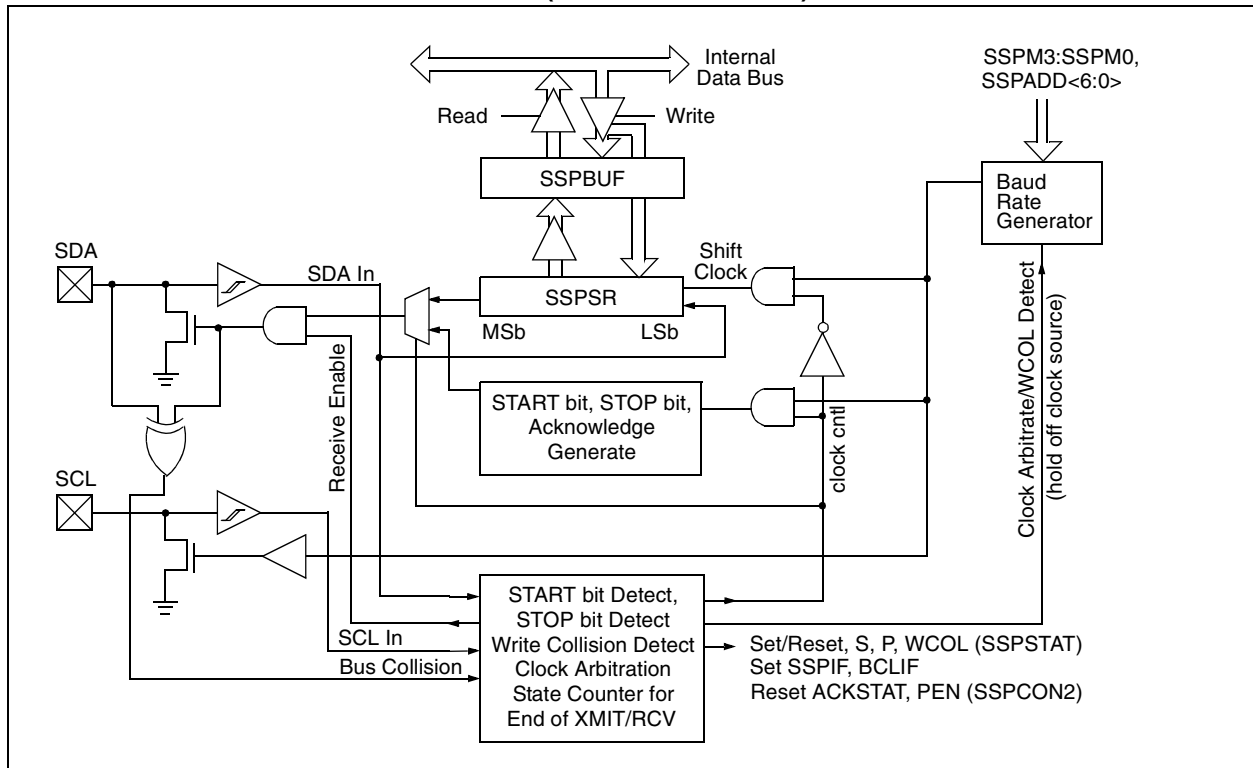 Internal
Data Bus
SSPM3:SSPM0,
SSPADD<6:0>
Read
Write
SSPBUF
Baud
Rate
Generator
SDA
SDA In
Shift
Clock
SSPSR
MSb
LSb
Receive Enable
START bit, STOP bit,
Acknowledge
Generate
clock cntl
Clock Arbitrate/WCOL Detect
(hold off clock source)
SCL
START bit Detect,
STOP bit Detect
Write Collision Detect
Clock Arbitration
State Counter for
End of XMIT/RCV
SCL In
Bus Collision
Set/Reset, S, P, WCOL (SSPSTAT)
Set SSPIF, BCLIF
Reset ACKSTAT, PEN (SSPCON2)